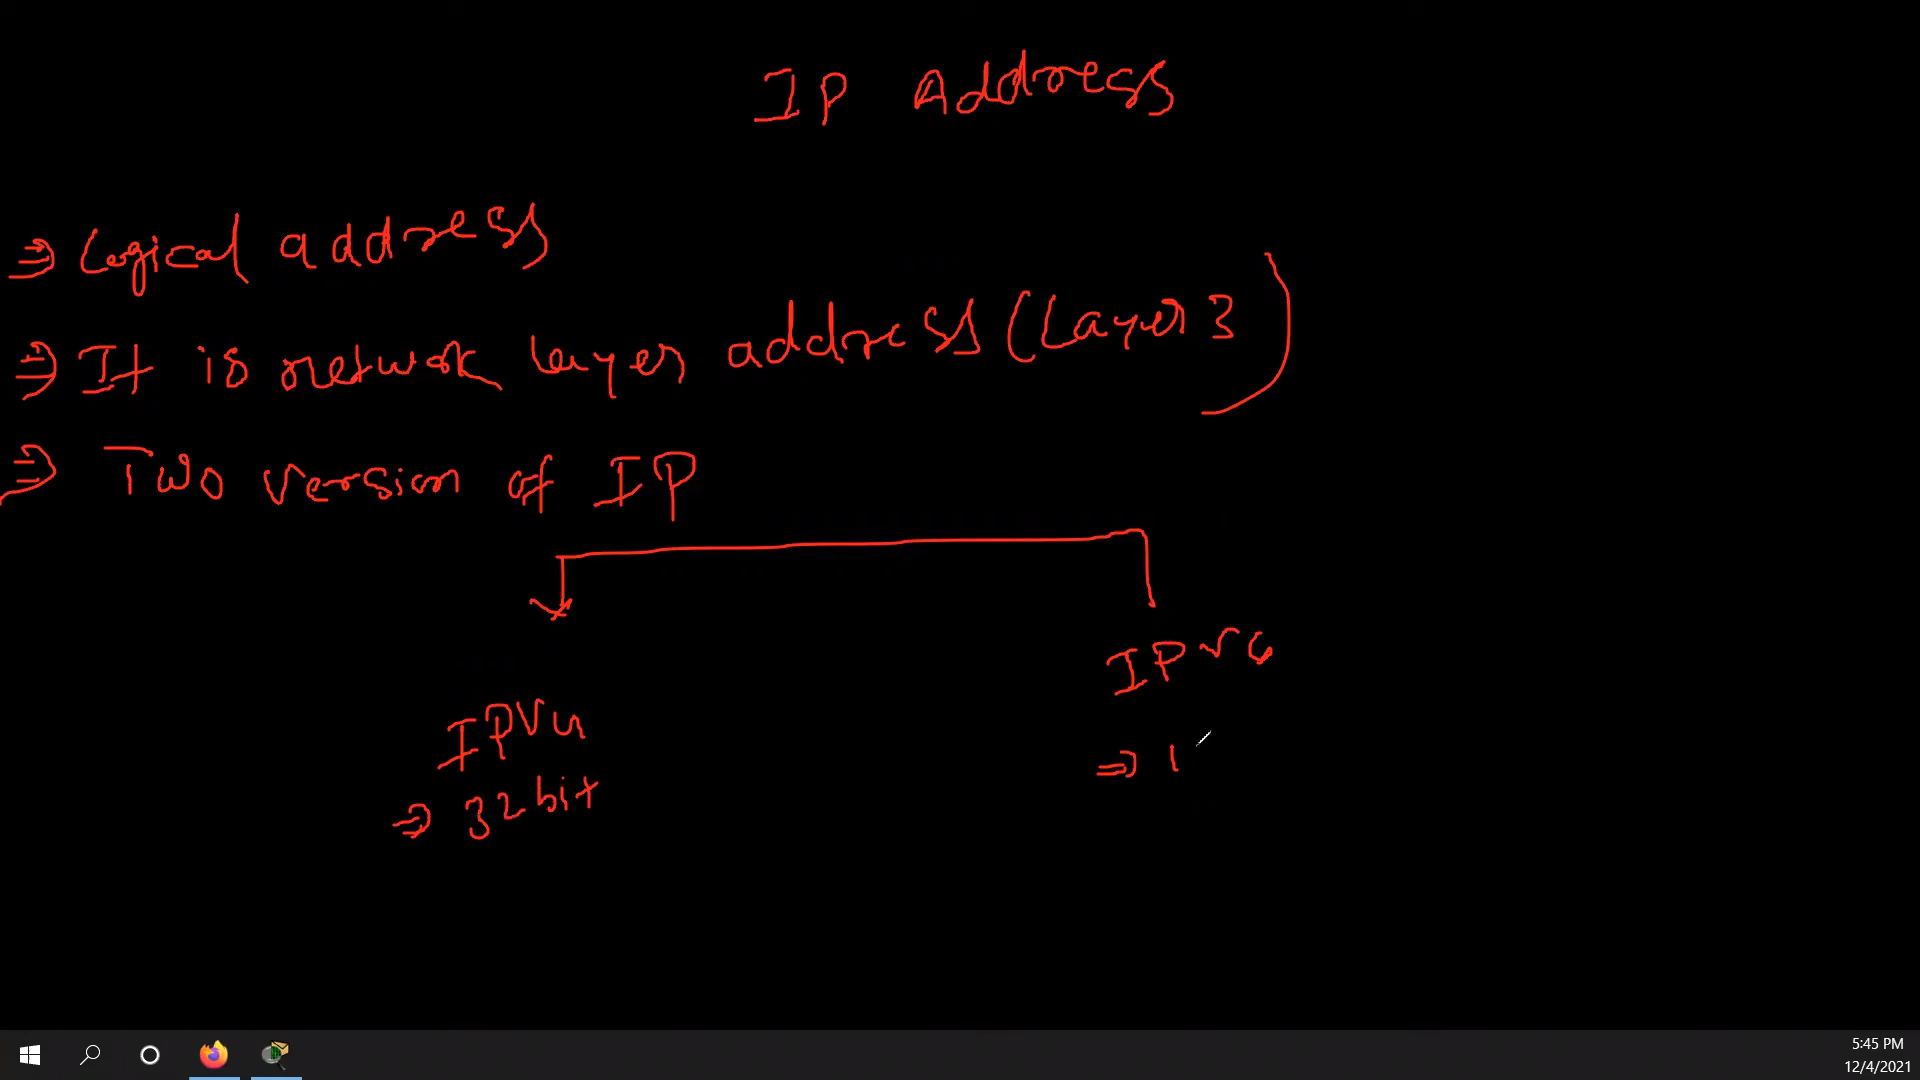 IP Address
⇒ Logical address
⇒ It is network layer address (Layer 3)
⇒ Two version of IP
IPV6
IPV4
⇒ 1
⇒ 32 bit
5:45 PM
12/4/2021